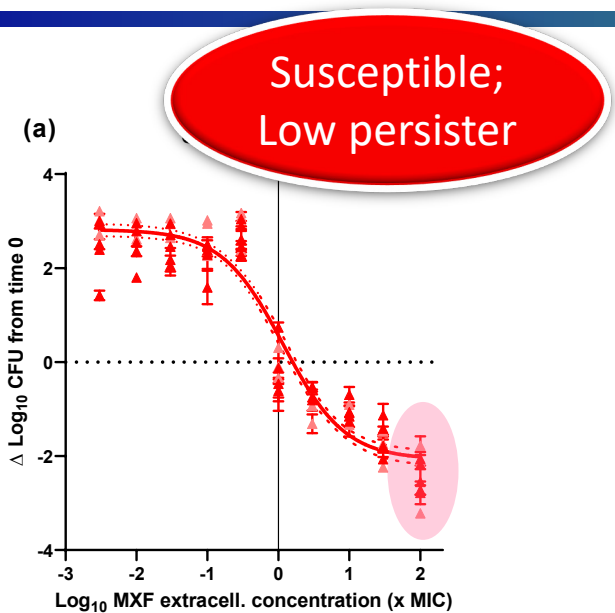 Susceptible;
Low persister
(a)
4
2
0
-2
-4
-3
-2
-1
0
1
2
Δ Log10 CFU from time 0
Log10 MXF extracell. concentration (x MIC)